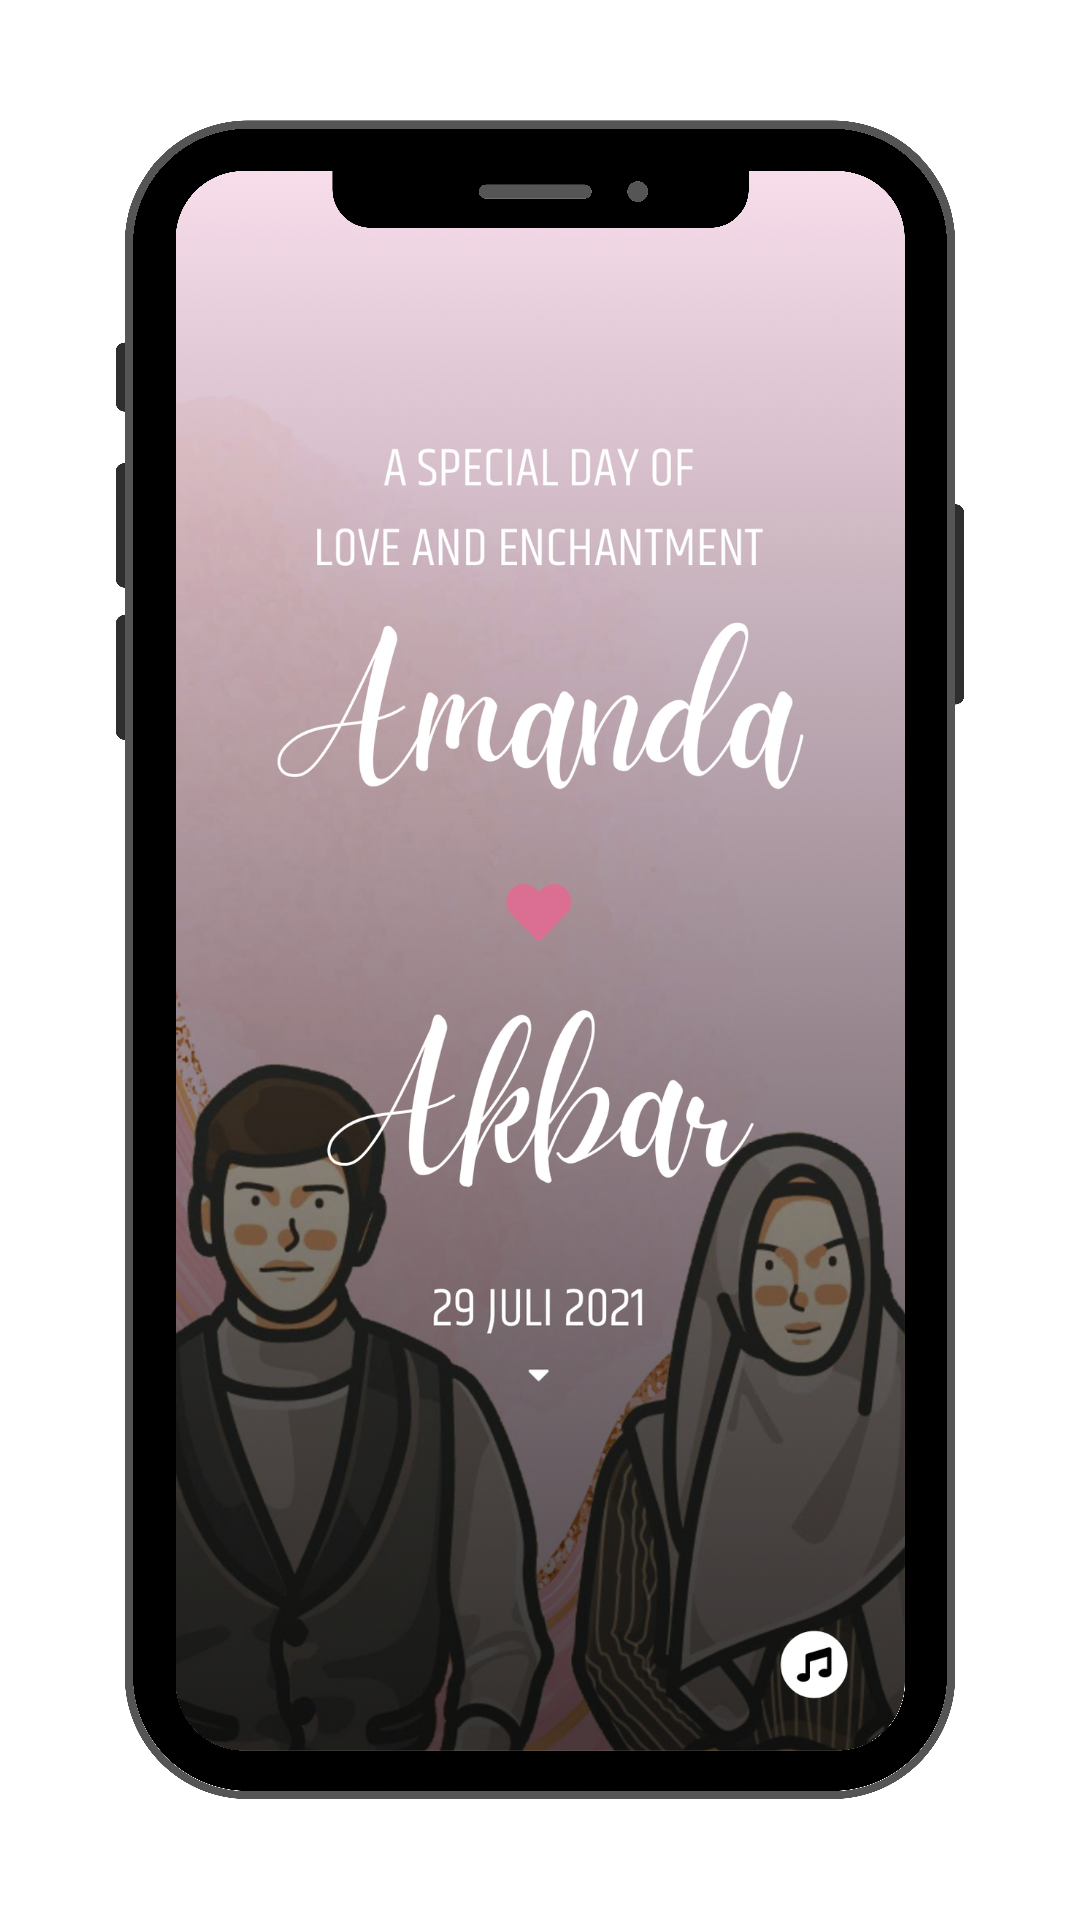 A SPECIAL DAY OF
LOVE AND ENCHANTMENT
Amanda
Akbar
29 JULI 2021